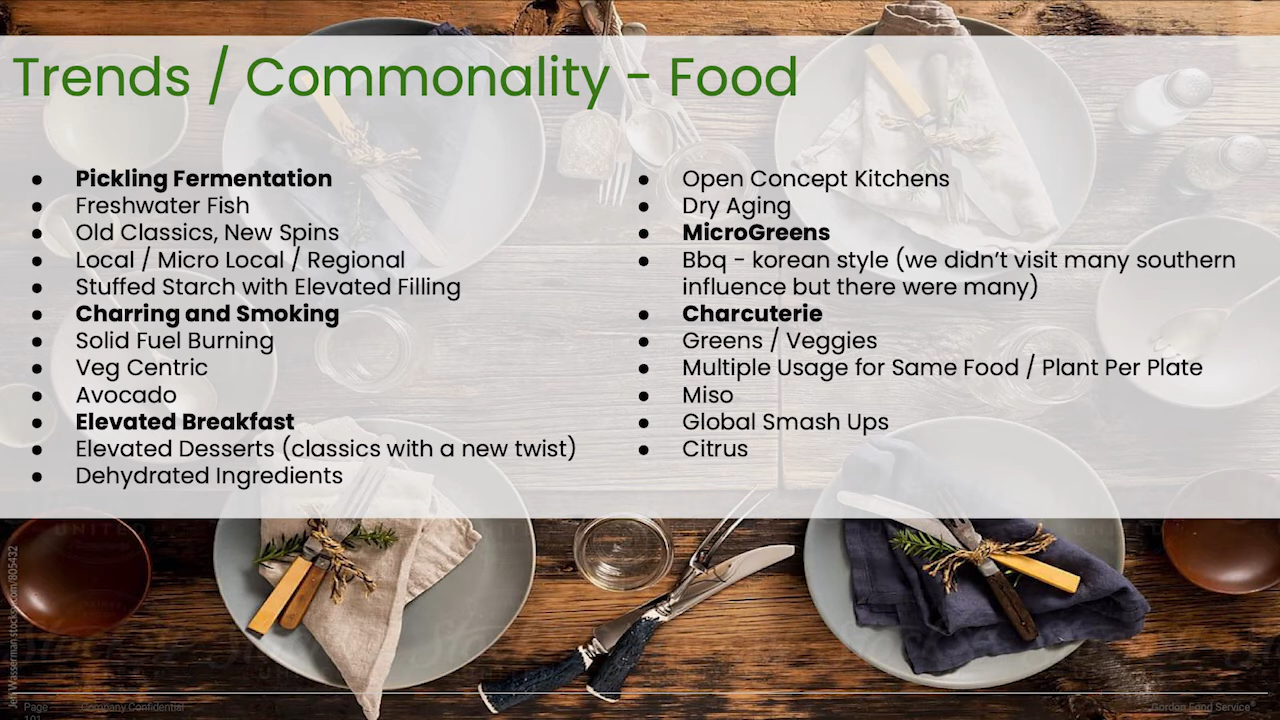 Trends / Commonality - Food
● Pickling Fermentation
● Freshwater Fish
● Old Classics, New Spins
● Local / Micro Local / Regional
● Stuffed Starch with Elevated Filling
● Charring and Smoking
● Solid Fuel Burning
● Veg Centric
● Avocado
● Elevated Breakfast
● Elevated Desserts (classics with a new twist)
● Dehydrated Ingredients
● Open Concept Kitchens
● Dry Aging
● MicroGreens
● Bbq - korean style (we didn’t visit many southern
influence but there were many)
● Charcuterie
● Greens / Veggies
● Multiple Usage for Same Food / Plant Per Plate
● Miso
● Global Smash Ups
● Citrus
Page
101
Company Confidential
Gordon Food Service®